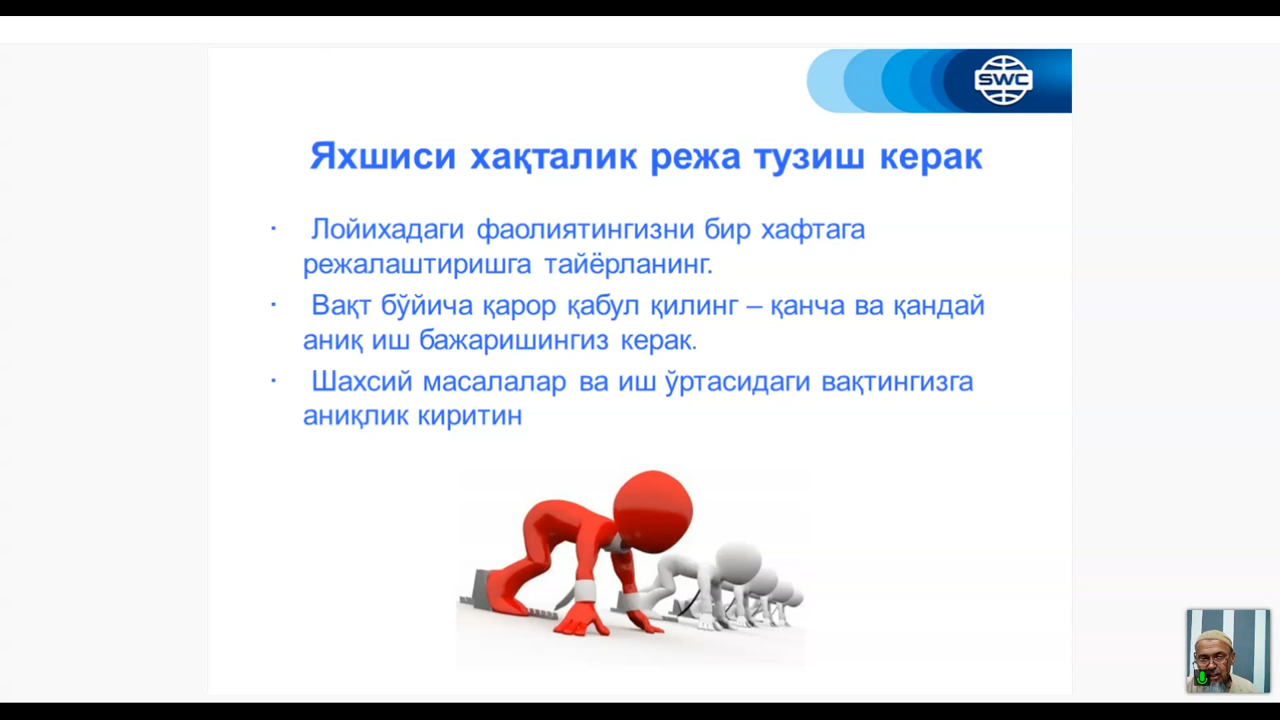 SWC
Яхшиси хақталик режа тузиш керак
· Лойихадаги фаолиятингизни бир хафтага
режалаштиришга тайёрланинг.
· Вақт бўйича қарор қабул қилинг – қанча ва қандай
аниқ иш бажаришингиз керак.
· Шахсий масалалар ва иш ўртасидаги вақтингизга
аниқлик киритин